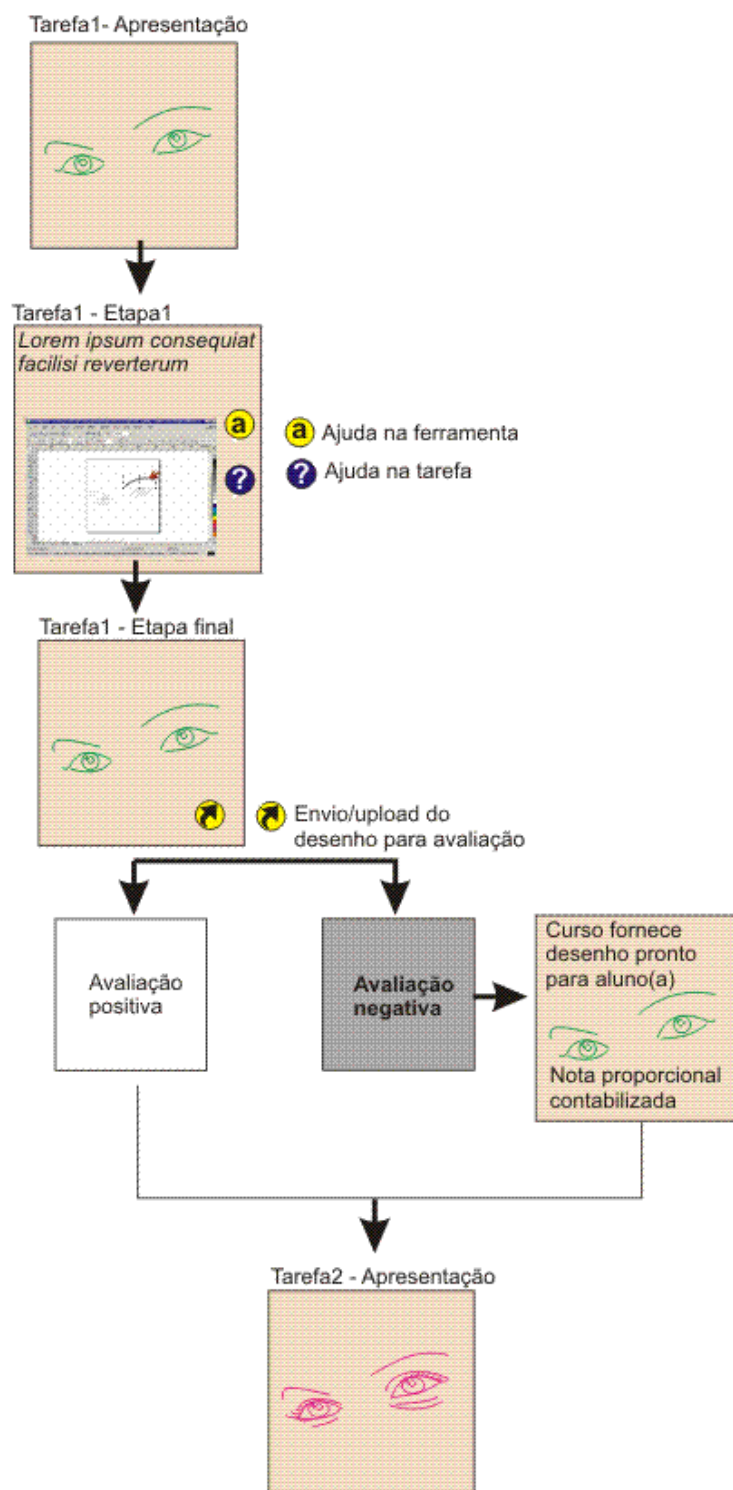 Tarefa1- Apresentação
Tarefa1 - Etapa1
Lorem ipsum consequiat
facilisi reverterum
a
a Ajuda na ferramenta
?
? Ajuda na tarefa
Tarefa1 - Etapa final
Envio/upload do
desenho para avaliação
Avaliação
positiva
Avaliação
negativa
Curso fornece
desenho pronto
para aluno(a)
Nota proporcional
contabilizada
Tarefa2 - Apresentação